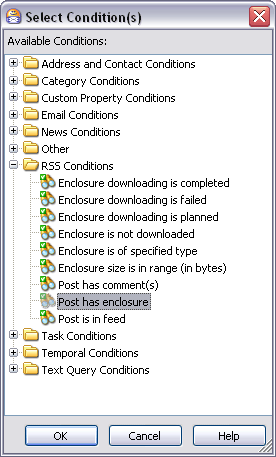 Select Condition(s)
Available Conditions:
Address and Contact Conditions
Category Conditions
Custom Property Conditions
Email Conditions
News Conditions
Other
RSS Conditions
Enclosure downloading is completed
Enclosure downloading is failed
Enclosure downloading is planned
Enclosure is not downloaded
Enclosure is of specified type
Enclosure size is in range (in bytes)
Post has comment(s)
Post has enclosure
Post is in feed
Task Conditions
Temporal Conditions
Text Query Conditions
OK Cancel Help